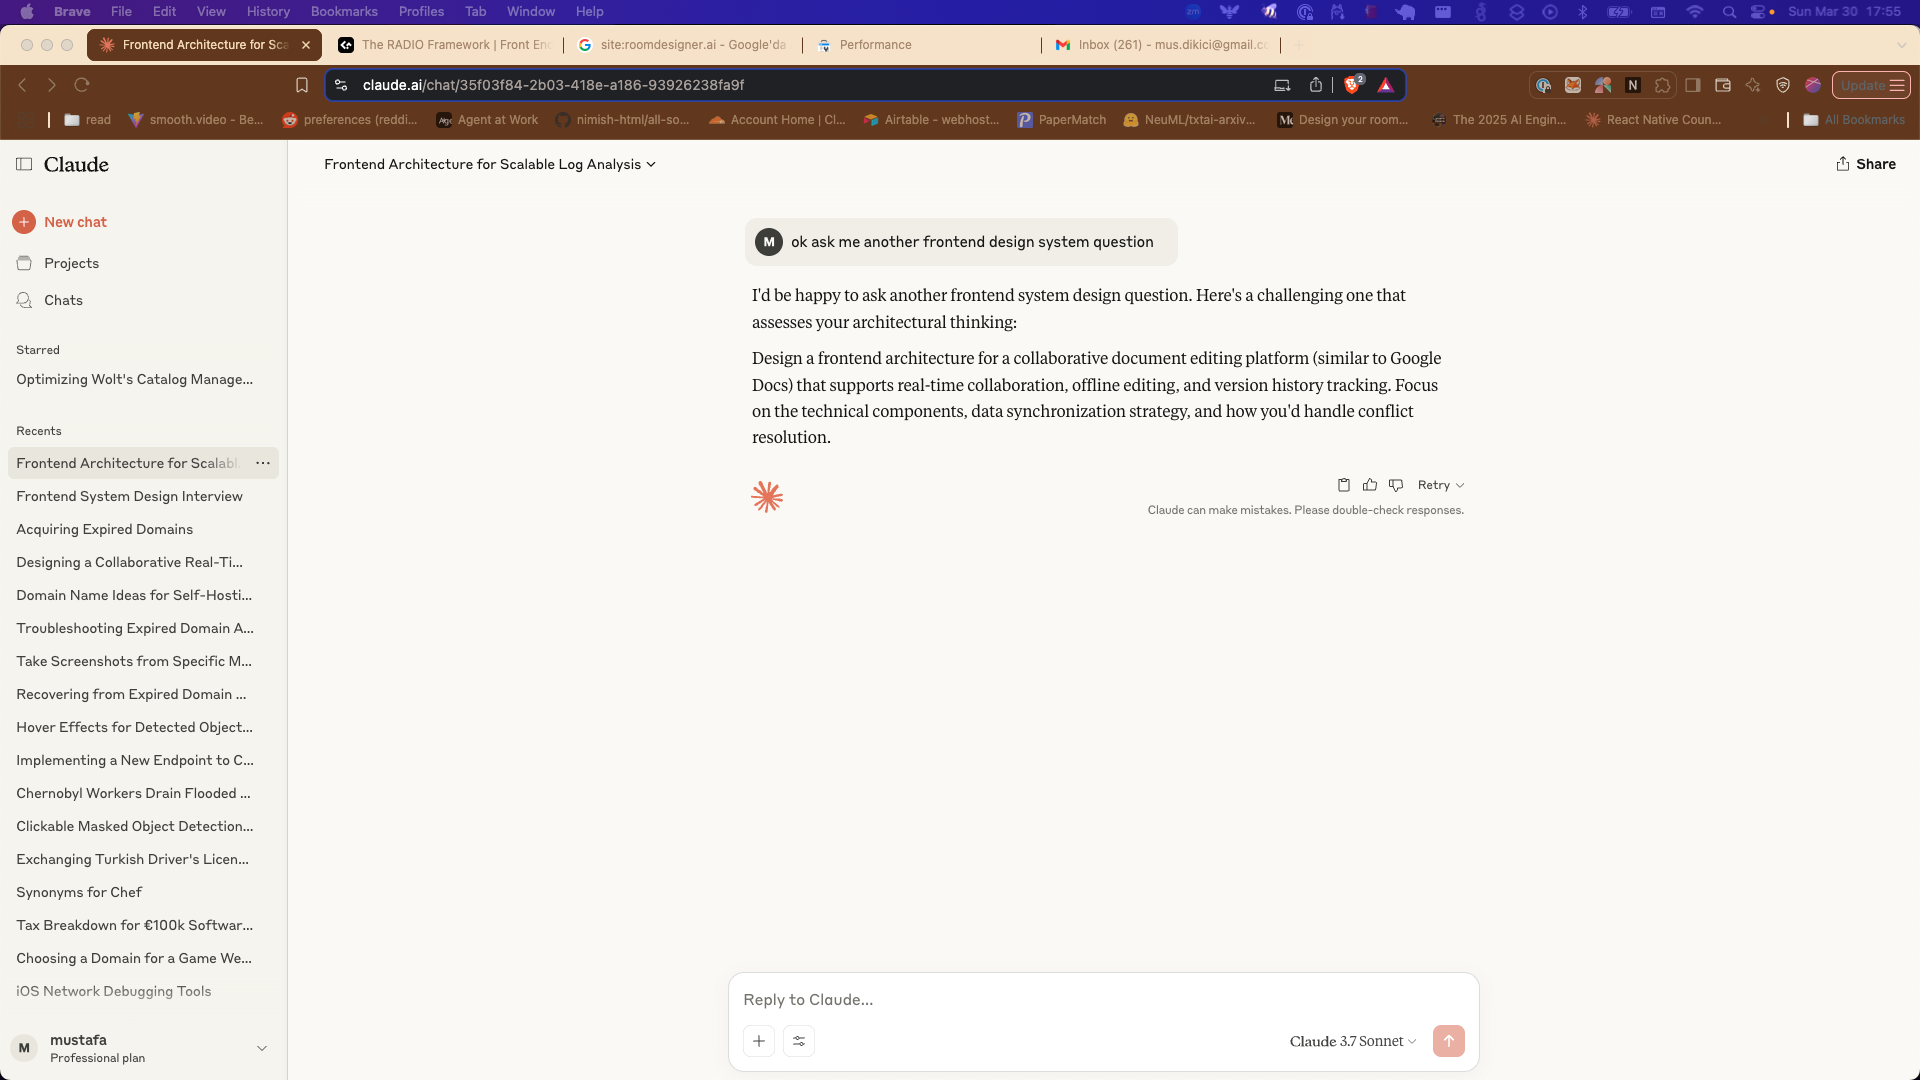 Brave File Edit View History Bookmarks Profiles Tab Window Help zm Sun Mar 30 17:55
Frontend Architecture for Sca The RADIO Framework | Front En site:roomdesigner.ai - Google'da Performance Inbox (261) - mus.dikici@gmail.c
claude.ai/chat/35f03f84-2b03-418e-a186-93926238fa9f 2 N Update
read smooth.video - Be... preferences (reddi... Agent at Work nimish-html/all-so... Account Home | Cl... Airtable - webhost... PaperMatch NeuML/txtai-arxiv... Design your room... The 2025 AI Engin... React Native Coun... All Bookmarks
Claude
Frontend Architecture for Scalable Log Analysis
Share
New chat
Projects
Chats
Starred
Optimizing Wolt's Catalog Manage...
Recents
Frontend Architecture for Scalabl
Frontend System Design Interview
Acquiring Expired Domains
Designing a Collaborative Real-Ti...
Domain Name Ideas for Self-Hosti...
Troubleshooting Expired Domain A...
Take Screenshots from Specific M...
Recovering from Expired Domain ...
Hover Effects for Detected Object...
Implementing a New Endpoint to C...
Chernobyl Workers Drain Flooded ...
Clickable Masked Object Detection...
Exchanging Turkish Driver's Licen...
Synonyms for Chef
Tax Breakdown for €100k Softwar...
Choosing a Domain for a Game We...
iOS Network Debugging Tools
M mustafa
Professional plan
M ok ask me another frontend design system question
I'd be happy to ask another frontend system design question. Here's a challenging one that
assesses your architectural thinking:
Design a frontend architecture for a collaborative document editing platform (similar to Google
Docs) that supports real-time collaboration, offline editing, and version history tracking. Focus
on the technical components, data synchronization strategy, and how you'd handle conflict
resolution.
Retry
Claude can make mistakes. Please double-check responses.
Reply to Claude...
Claude 3.7 Sonnet